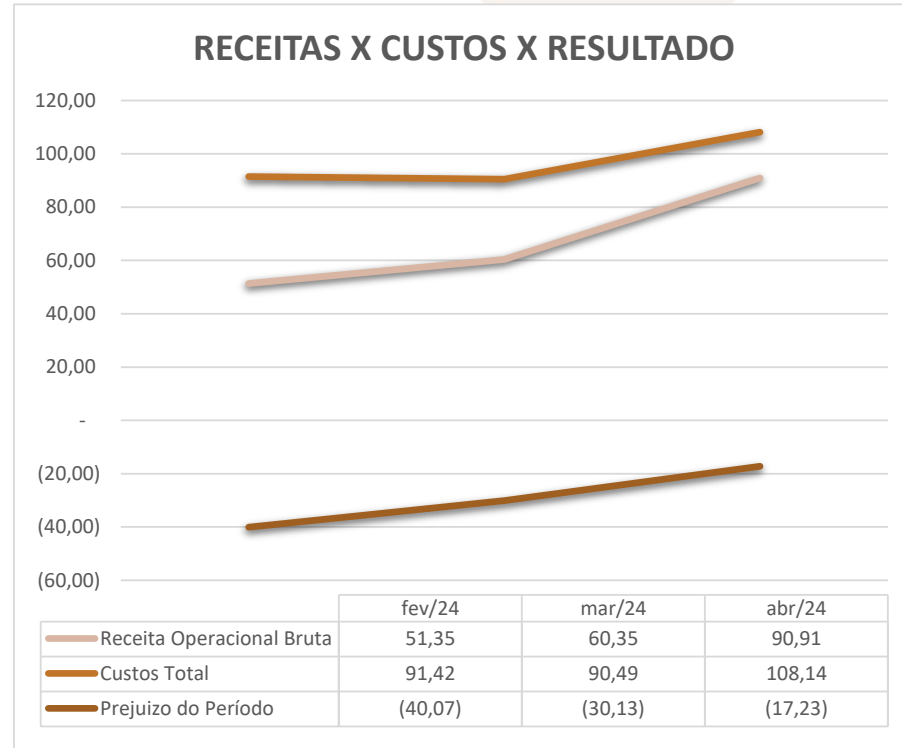 RECEITAS X CUSTOS X RESULTADO
120,00
100,00
80,00
60,00
40,00
20,00
-
(20,00)
(40,00)
(60,00)
fev/24 mar/24 abr/24
Receita Operacional Bruta 51,35 60,35 90,91
Custos Total 91,42 90,49 108,14
Prejuizo do Período (40,07) (30,13) (17,23)